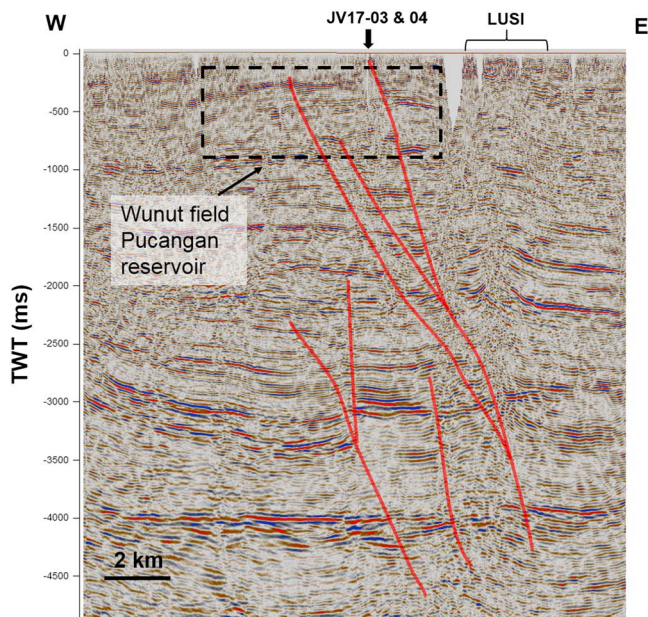 W
JV17-03 & 04
LUSI
E
0
-500
-1000
-1500
-2000
-2500
-3000
-3500
-4000
-4500
TWT (ms)
Wunut field
Pucangan
reservoir
2 km